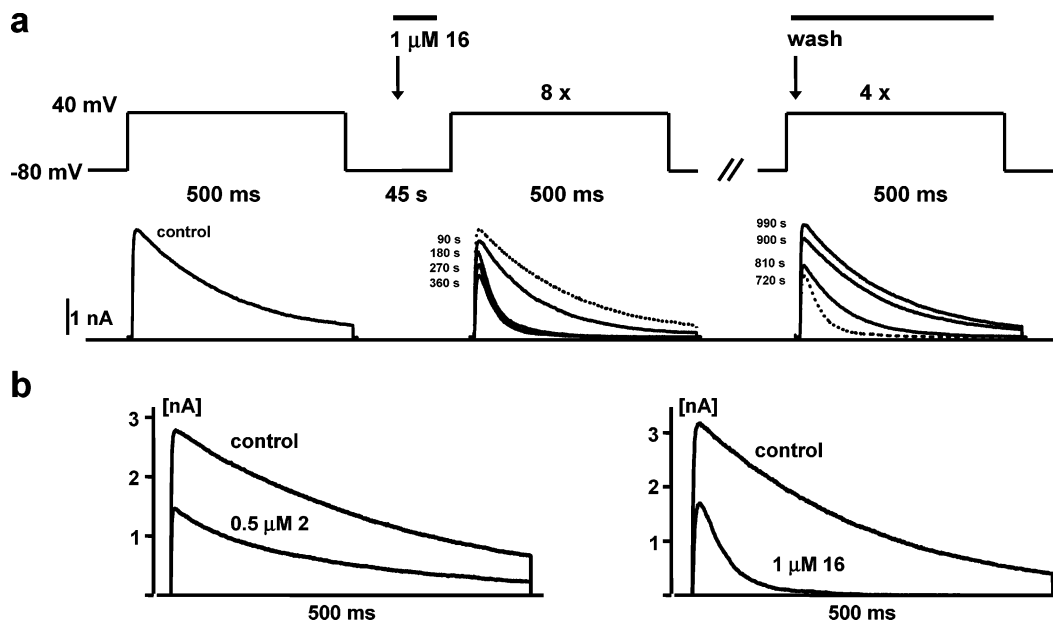 a
1 μM 16
wash
40 mV
8 x
4 x
-80 mV
500 ms
45 s
500 ms
500 ms
control
90 s
180 s
270 s
360 s
990 s
900 s
810 s
720 s
1 nA
b
[nA]
3
2
1
control
0.5 μM 2
500 ms
[nA]
3
2
1
control
1 μM 16
500 ms